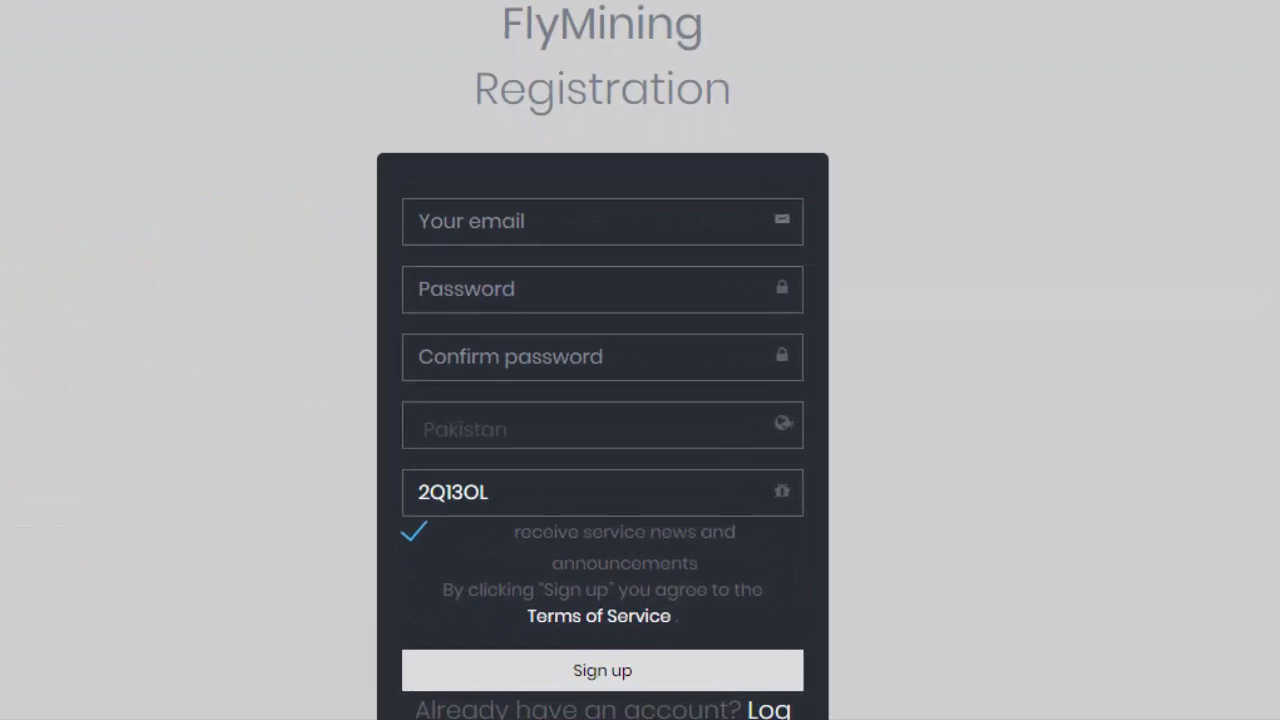 FlyMining
Registration
Your email
Password
Confirm password
Pakistan
2Q13OL
receive service news and
announcements
By clicking "Sign up" you agree to the
Terms of Service .
Sign up
Already have an account? Log